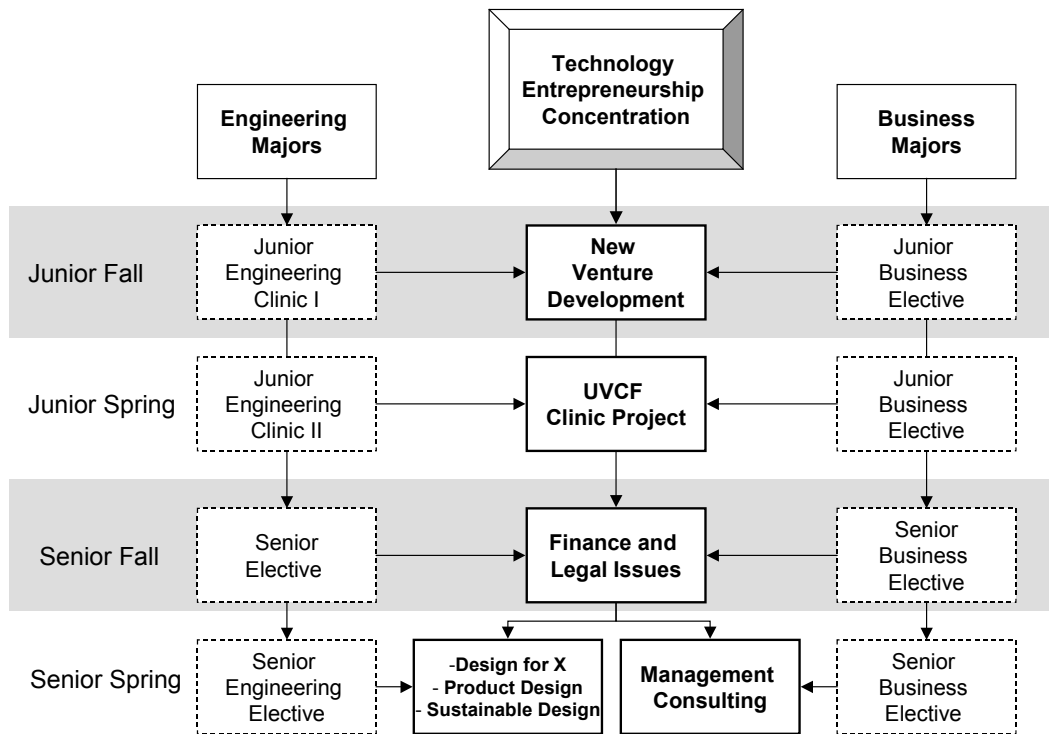 Technology
Entrepreneurship
Concentration
Engineering
Majors
Business
Majors
Junior Fall
Junior
Engineering
Clinic I
New
Venture
Development
Junior
Business
Elective
Junior Spring
Junior
Engineering
Clinic II
UVCF
Clinic Project
Junior
Business
Elective
Senior Fall
Senior
Elective
Finance and
Legal Issues
Senior
Business
Elective
Senior Spring
Senior
Engineering
Elective
-Design for X
- Product Design
- Sustainable Design
Management
Consulting
Senior
Business
Elective